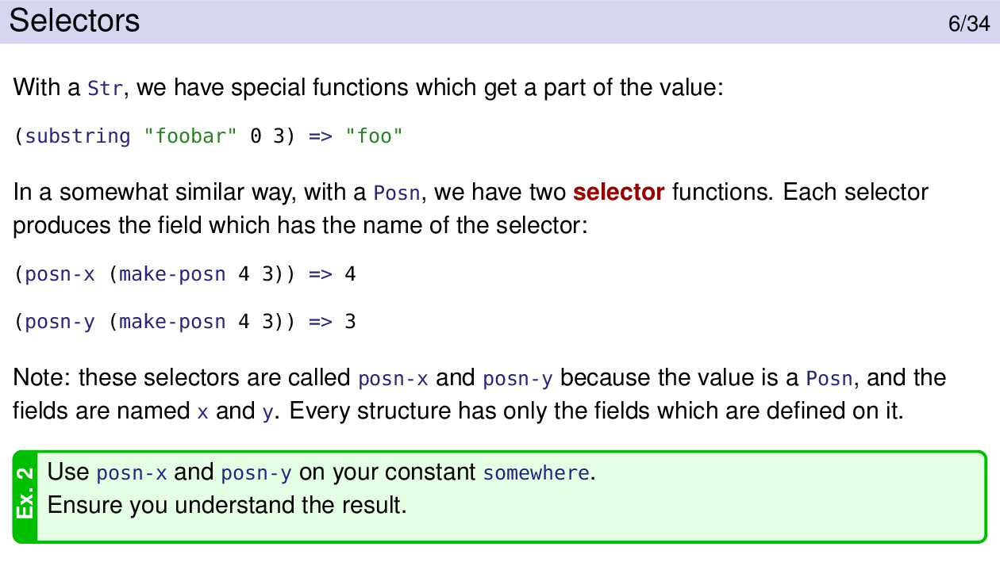 Selectors 6/34
With a Str, we have special functions which get a part of the value:
(substring "foobar" 0 3) => "foo"
In a somewhat similar way, with a Posn, we have two selector functions. Each selector
produces the field which has the name of the selector:
(posn-x (make-posn 4 3)) => 4
(posn-y (make-posn 4 3)) => 3
Note: these selectors are called posn-x and posn-y because the value is a Posn, and the
fields are named x and y. Every structure has only the fields which are defined on it.
Ex. 2
Use posn-x and posn-y on your constant somewhere.
Ensure you understand the result.